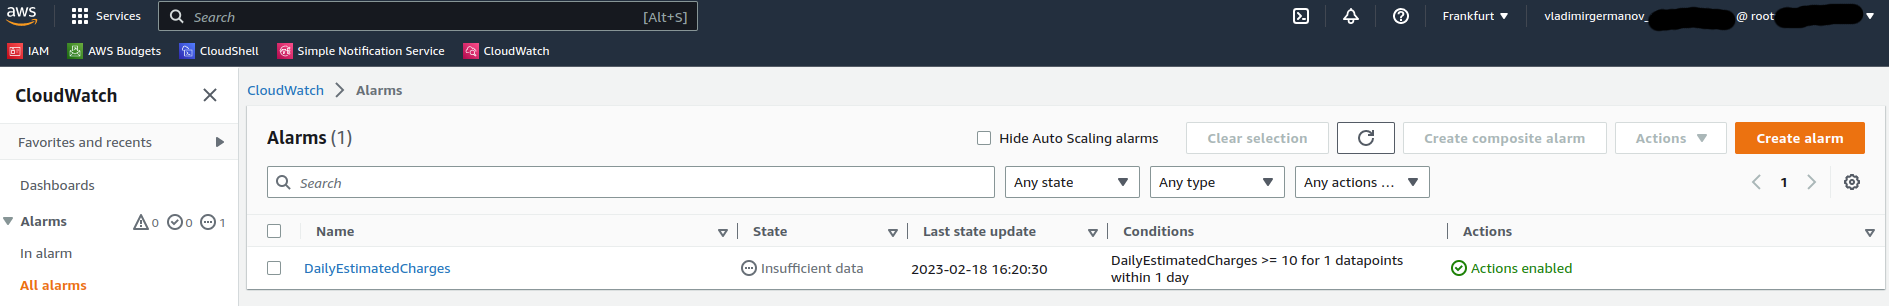 aws
Services
Search
[Alt+S]
Frankfurt
vladimirgermanov_
@ root
IAM
AWS Budgets
CloudShell
Simple Notification Service
CloudWatch
CloudWatch
Favorites and recents
Dashboards
Alarms 0 0 1
In alarm
All alarms
CloudWatch > Alarms
Alarms (1)
Hide Auto Scaling alarms
Clear selection
Create composite alarm
Actions
Create alarm
Search
Any state
Any type
Any actions ...
1
Name
State
Last state update
Conditions
Actions
DailyEstimatedCharges
Insufficient data
2023-02-18 16:20:30
DailyEstimatedCharges >= 10 for 1 datapoints
within 1 day
Actions enabled